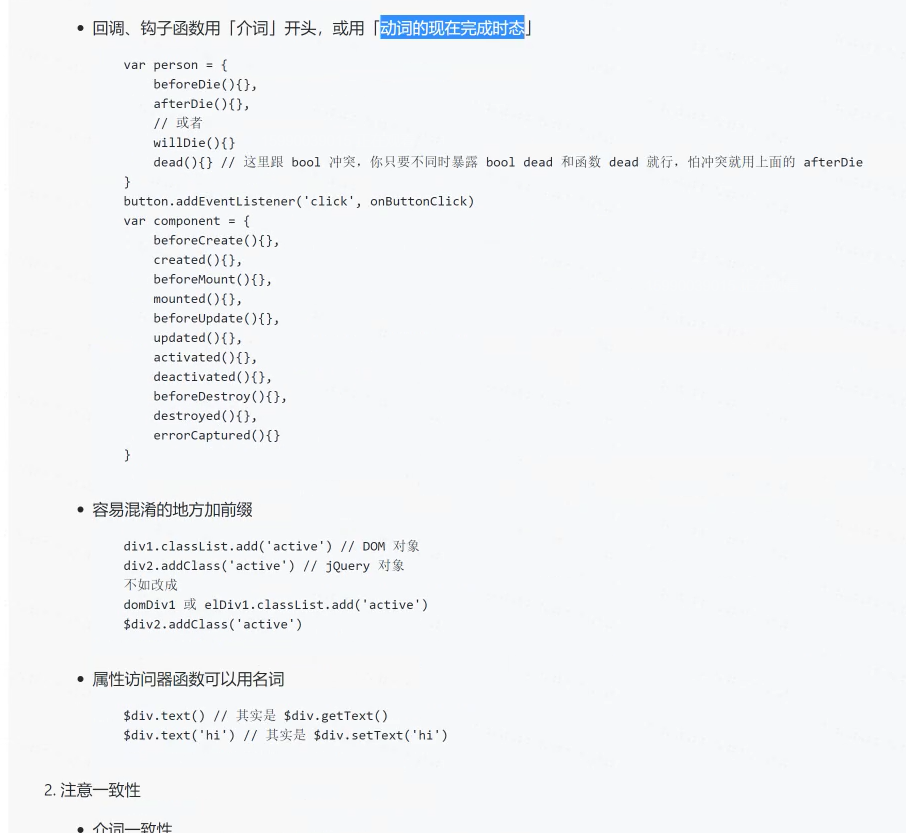 • 回调、钩子函数用「介词」开头，或用「动词的现在完成时态」
var person = {
    beforeDie(){},
    afterDie(){},
    // 或者
    willDie(){}
    dead(){} // 这里跟 bool 冲突，你只要不同时暴露 bool dead 和函数 dead 就行，怕冲突就用上面的 afterDie
}
button.addEventListener('click', onButtonClick)
var component = {
    beforeCreate(){},
    created(){},
    beforeMount(){},
    mounted(){},
    beforeUpdate(){},
    updated(){},
    activated(){},
    deactivated(){},
    beforeDestroy(){},
    destroyed(){},
    errorCaptured(){}
}
• 容易混淆的地方加前缀
div1.classList.add('active') // DOM 对象
div2.addClass('active') // jQuery 对象
不如改成
domDiv1 或 elDiv1.classList.add('active')
$div2.addClass('active')
• 属性访问器函数可以用名词
$div.text() // 其实是 $div.getText()
$div.text('hi') // 其实是 $div.setText('hi')
2. 注意一致性
• 介词一致性